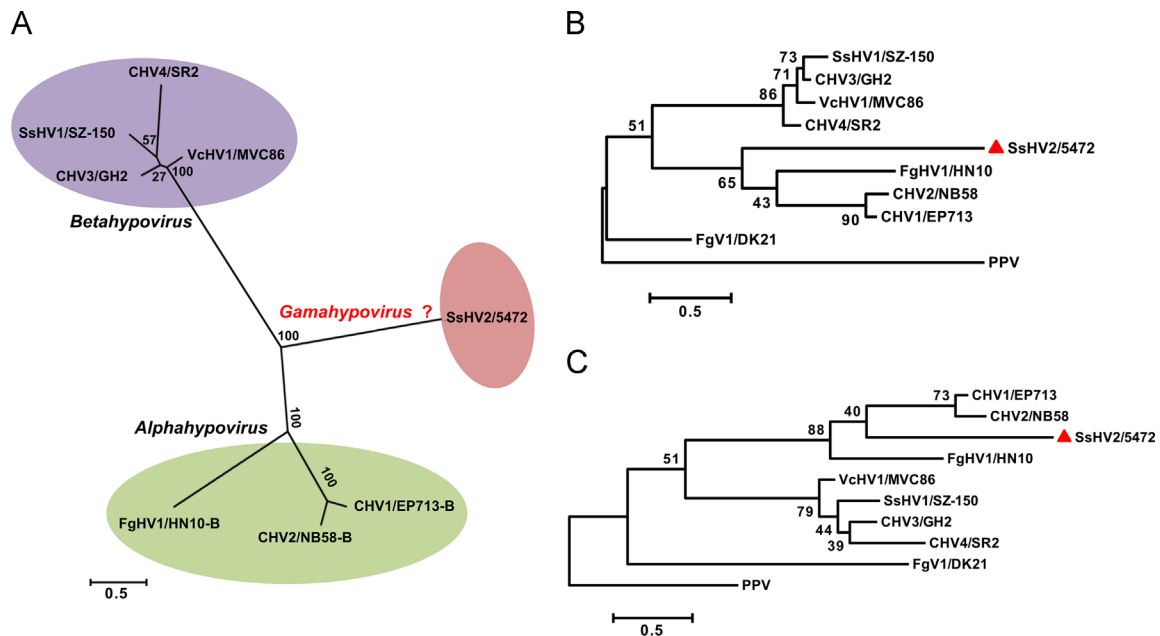 A
CHV4/SR2
SsHV1/SZ-150
57
VcHV1/MVC86
CHV3/GH2
27
100
Betahypovirus
Gamahypovirus ?
SsHV2/5472
100
100
Alphahypovirus
100
CHV1/EP713-B
FgHV1/HN10-B
CHV2/NB58-B
0.5
B
73
SsHV1/SZ-150
71
CHV3/GH2
86
VcHV1/MVC86
CHV4/SR2
51
SsHV2/5472
65
FgHV1/HN10
43
CHV2/NB58
90
CHV1/EP713
FgV1/DK21
PPV
0.5
C
73
CHV1/EP713
40
CHV2/NB58
88
SsHV2/5472
FgHV1/HN10
51
VcHV1/MVC86
79
SsHV1/SZ-150
44
CHV3/GH2
39
CHV4/SR2
FgV1/DK21
PPV
0.5